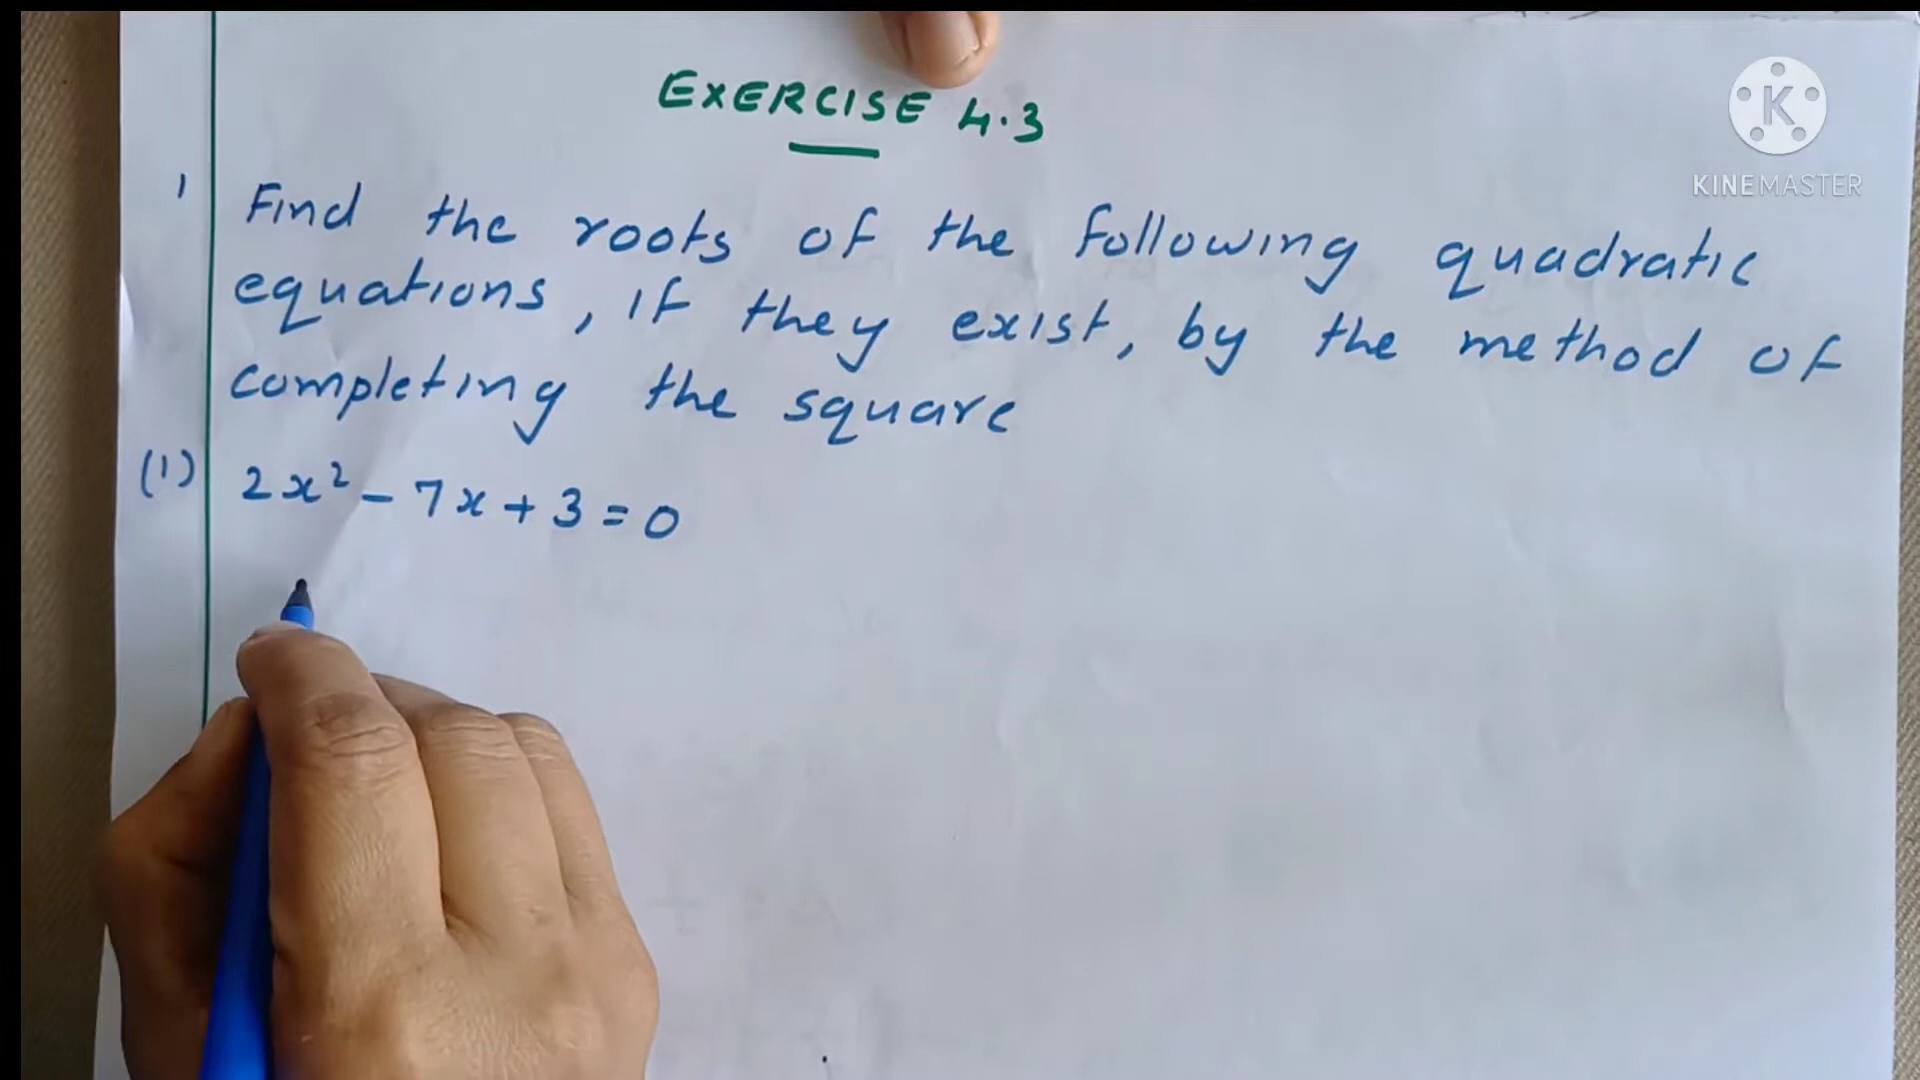 EXERCISE 4.3
KINEMASTER
1 Find the roots of the following quadratic
equations, if they exist, by the method of
completing the square
(1) 2x² - 7x + 3 = 0